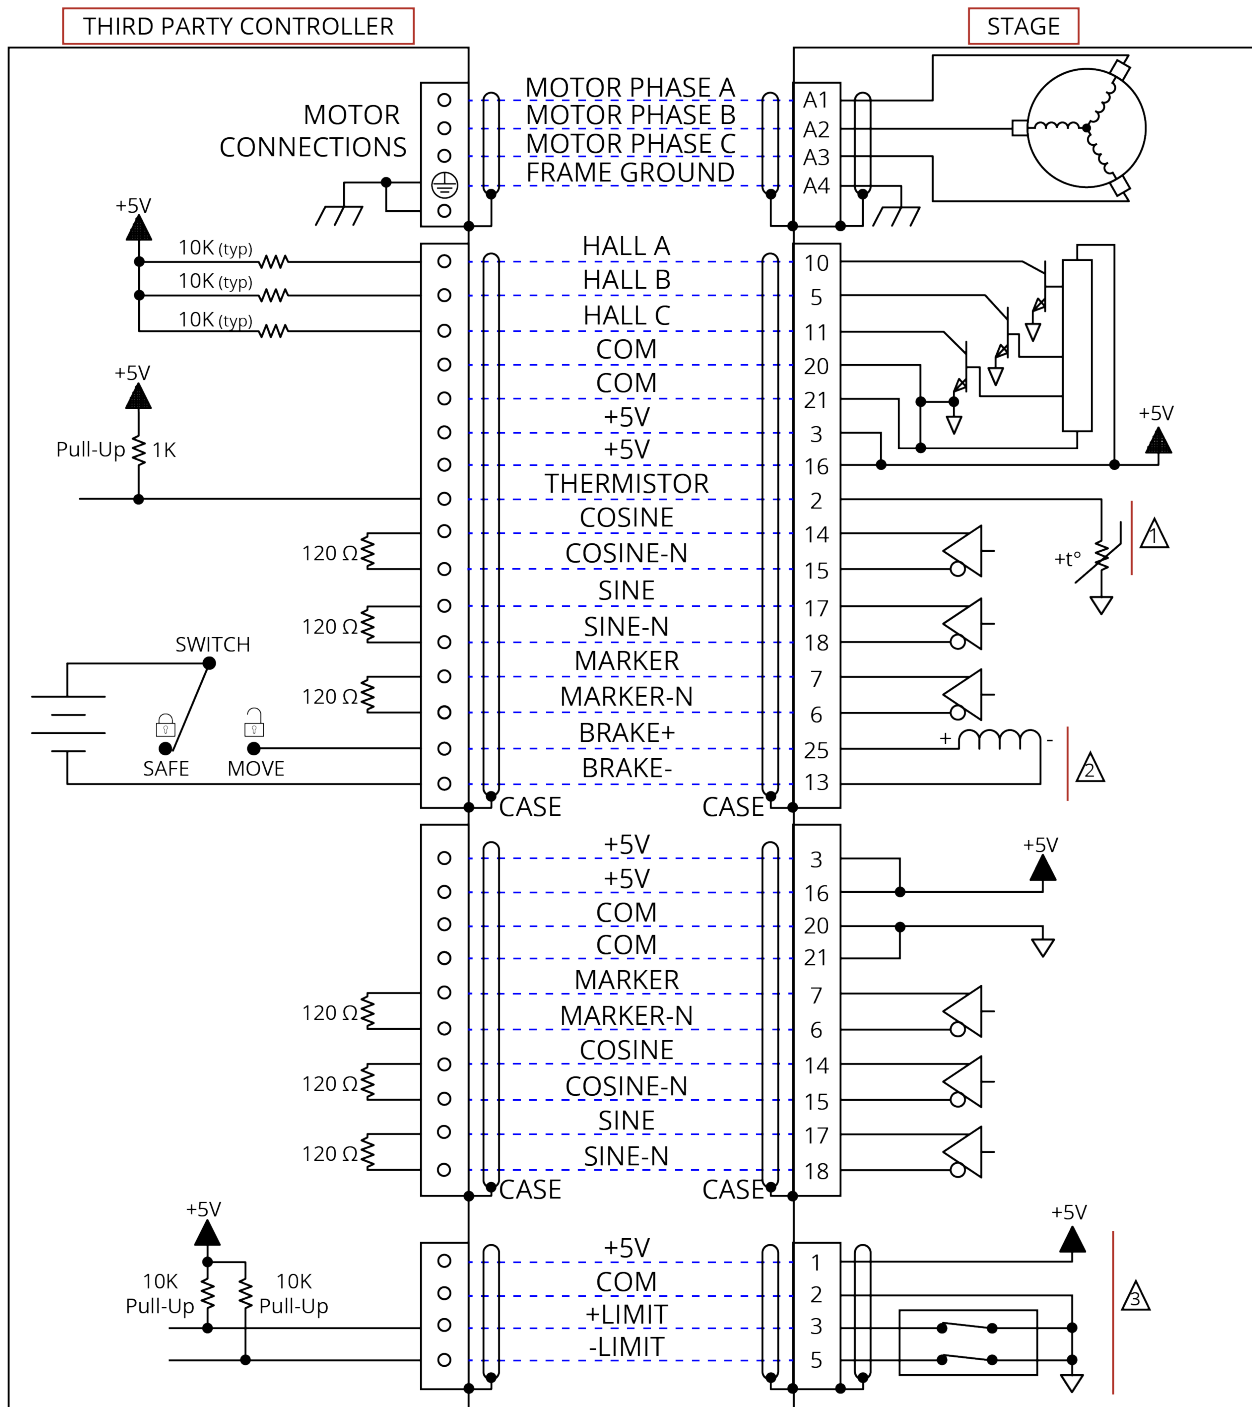 THIRD PARTY CONTROLLER
STAGE
MOTOR
CONNECTIONS
MOTOR PHASE A
MOTOR PHASE B
MOTOR PHASE C
FRAME GROUND
A1
A2
A3
A4
+5V
10K (typ)
10K (typ)
10K (typ)
HALL A
HALL B
HALL C
COM
COM
+5V
+5V
THERMISTOR
COSINE
COSINE-N
SINE
SINE-N
MARKER
MARKER-N
BRAKE+
BRAKE-
10
5
11
20
21
3
16
2
14
15
17
18
7
6
25
13
+5V
Pull-Up
1K
120 Ω
120 Ω
120 Ω
SWITCH
SAFE
MOVE
CASE
CASE
+5V
+t°
1
+
-
2
+5V
+5V
COM
COM
MARKER
MARKER-N
COSINE
COSINE-N
SINE
SINE-N
3
16
20
21
7
6
14
15
17
18
+5V
120 Ω
120 Ω
120 Ω
CASE
CASE
+5V
10K
Pull-Up
10K
Pull-Up
+5V
COM
+LIMIT
-LIMIT
1
2
3
5
+5V
3